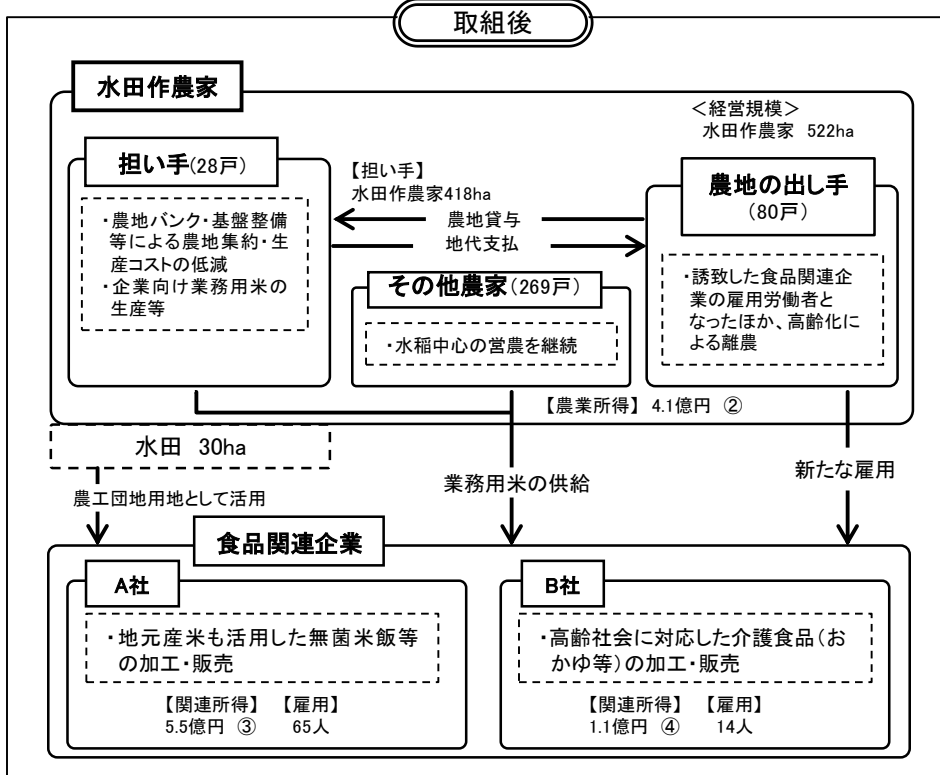 取組後
水田作農家
＜経営規模＞
水田作農家 522ha
担い手(28戸)
・農地バンク・基盤整備
等による農地集約・生
産コストの低減
・企業向け業務用米の
生産等
【担い手】
水田作農家418ha
農地貸与
地代支払
農地の出し手
(80戸)
・誘致した食品関連企
業の雇用労働者と
なったほか、高齢化に
よる離農
その他農家(269戸)
・水稲中心の営農を継続
【農業所得】 4.1億円 ②
水田 30ha
農工団地用地として活用
業務用米の供給
新たな雇用
食品関連企業
A社
・地元産米も活用した無菌米飯等
の加工・販売
【関連所得】 【雇用】
5.5億円 ③ 65人
B社
・高齢社会に対応した介護食品(お
かゆ等)の加工・販売
【関連所得】 【雇用】
1.1億円 ④ 14人